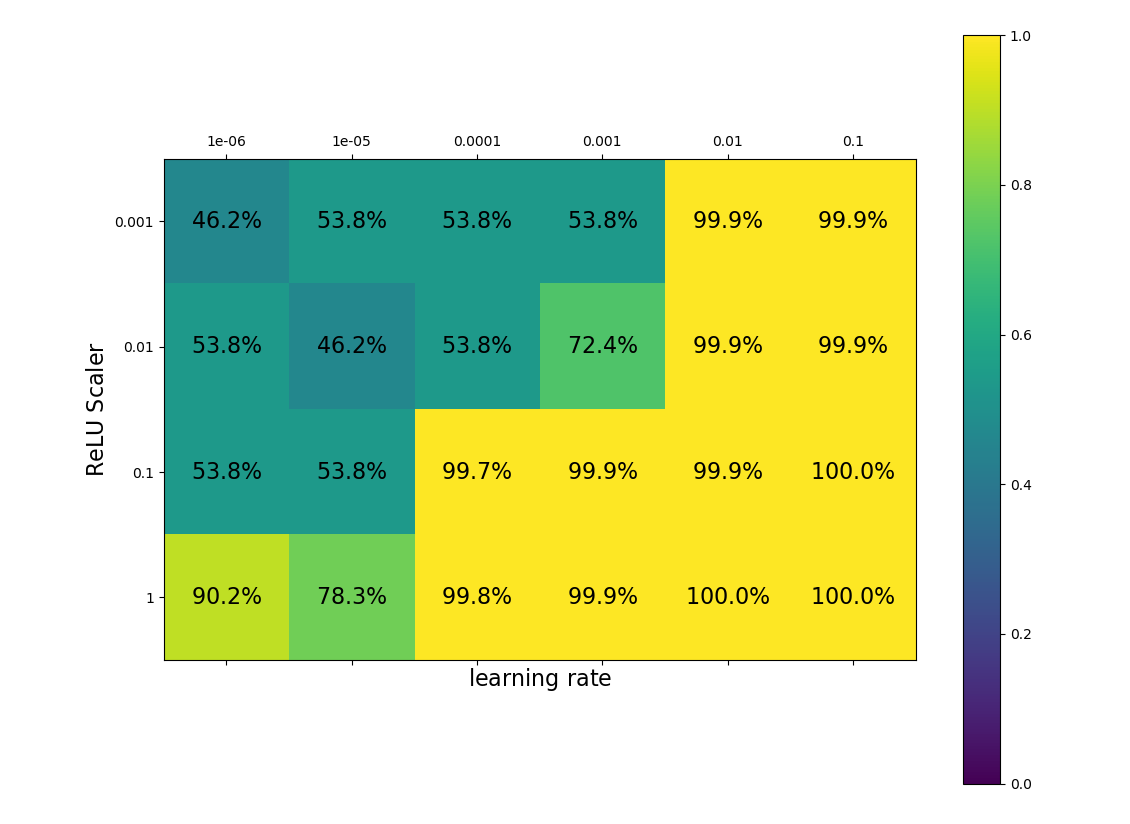 1e-06 1e-05 0.0001 0.001 0.01 0.1 1.0
0.001 46.2% 53.8% 53.8% 53.8% 99.9% 99.9% 0.8
0.01 53.8% 46.2% 53.8% 72.4% 99.9% 99.9% 0.6
ReLU Scaler
0.1 53.8% 53.8% 99.7% 99.9% 99.9% 100.0% 0.4
1 90.2% 78.3% 99.8% 99.9% 100.0% 100.0% 0.2
learning rate
0.0